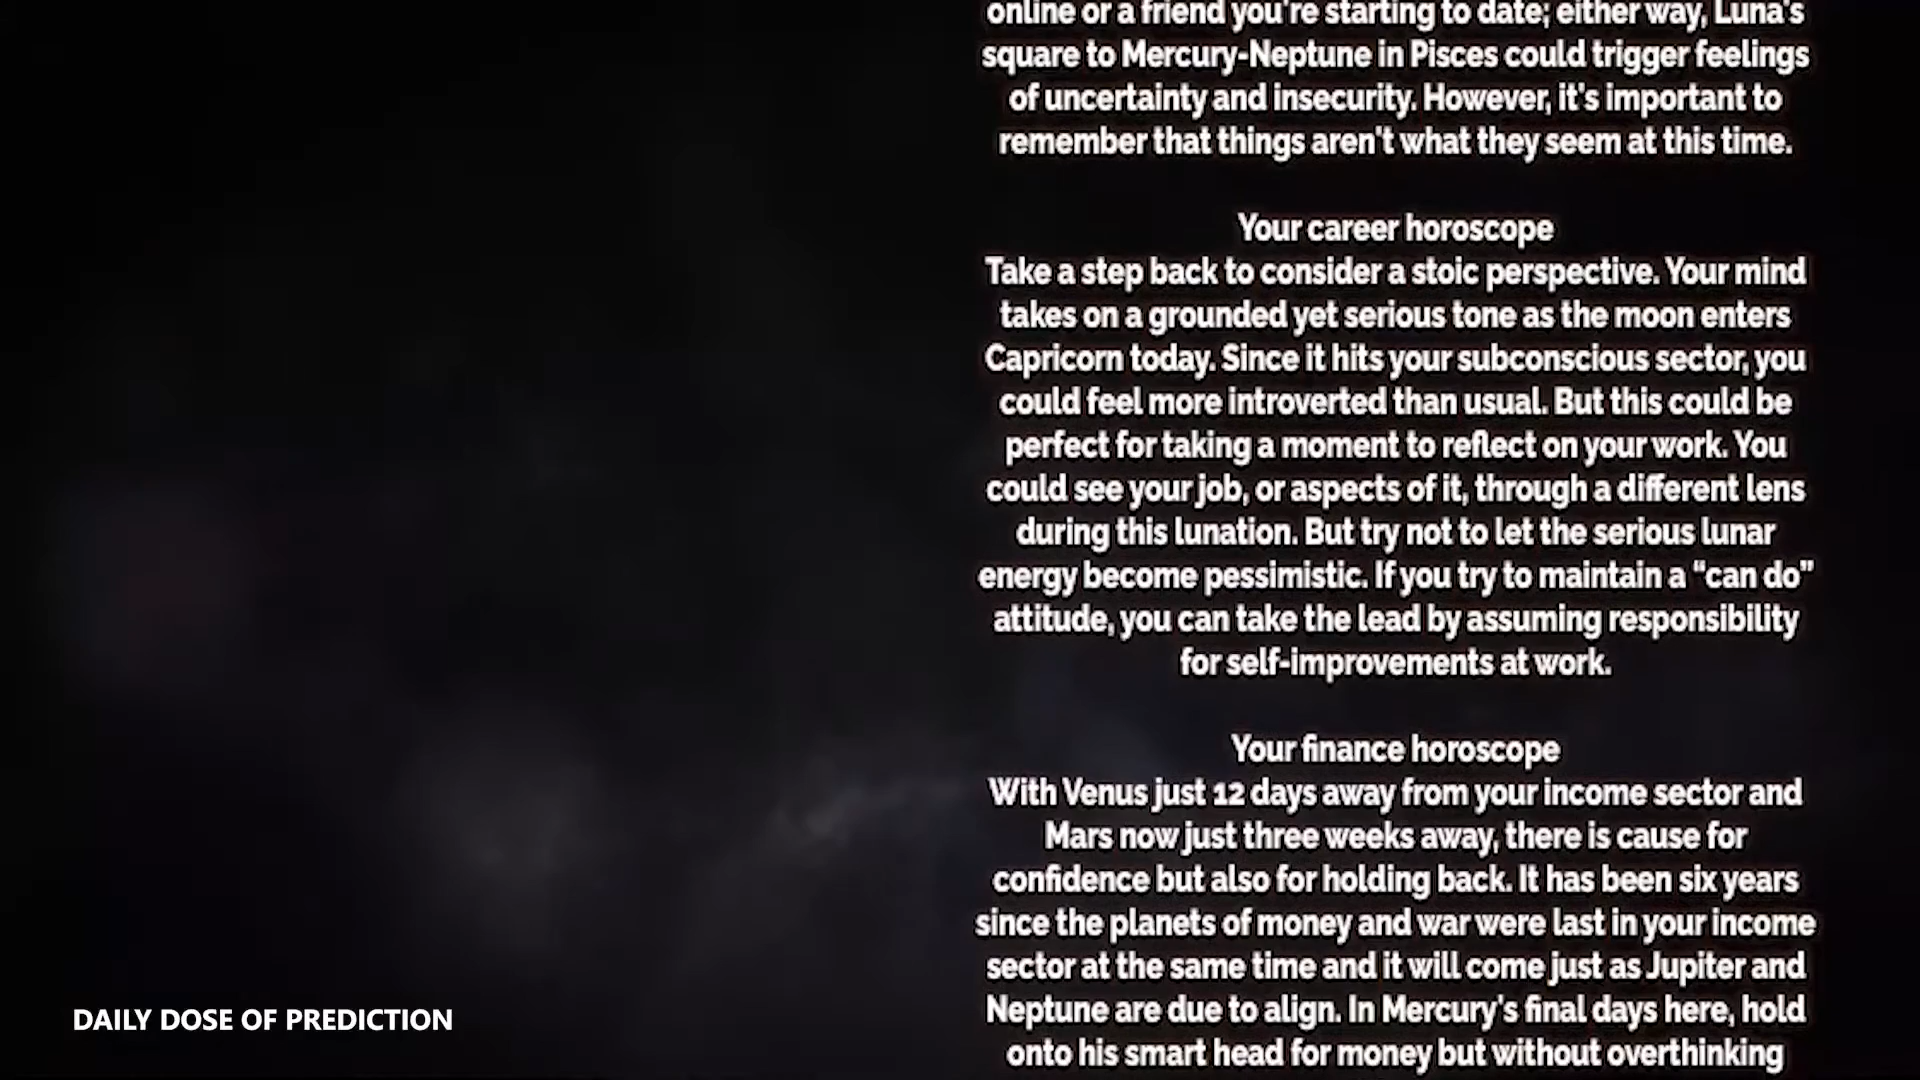 online or a friend you're starting to date; either way, Luna's
square to Mercury-Neptune in Pisces could trigger feelings
of uncertainty and insecurity. However, it's important to
remember that things aren't what they seem at this time.
Your career horoscope
Take a step back to consider a stoic perspective. Your mind
takes on a grounded yet serious tone as the moon enters
Capricorn today. Since it hits your subconscious sector, you
could feel more introverted than usual. But this could be
perfect for taking a moment to reflect on your work. You
could see your job, or aspects of it, through a different lens
during this lunation. But try not to let the serious lunar
energy become pessimistic. If you try to maintain a “can do”
attitude, you can take the lead by assuming responsibility
for self-improvements at work.
Your finance horoscope
With Venus just 12 days away from your income sector and
Mars now just three weeks away, there is cause for
confidence but also for holding back. It has been six years
since the planets of money and war were last in your income
sector at the same time and it will come just as Jupiter and
Neptune are due to align. In Mercury's final days here, hold
onto his smart head for money but without overthinking
DAILY DOSE OF PREDICTION